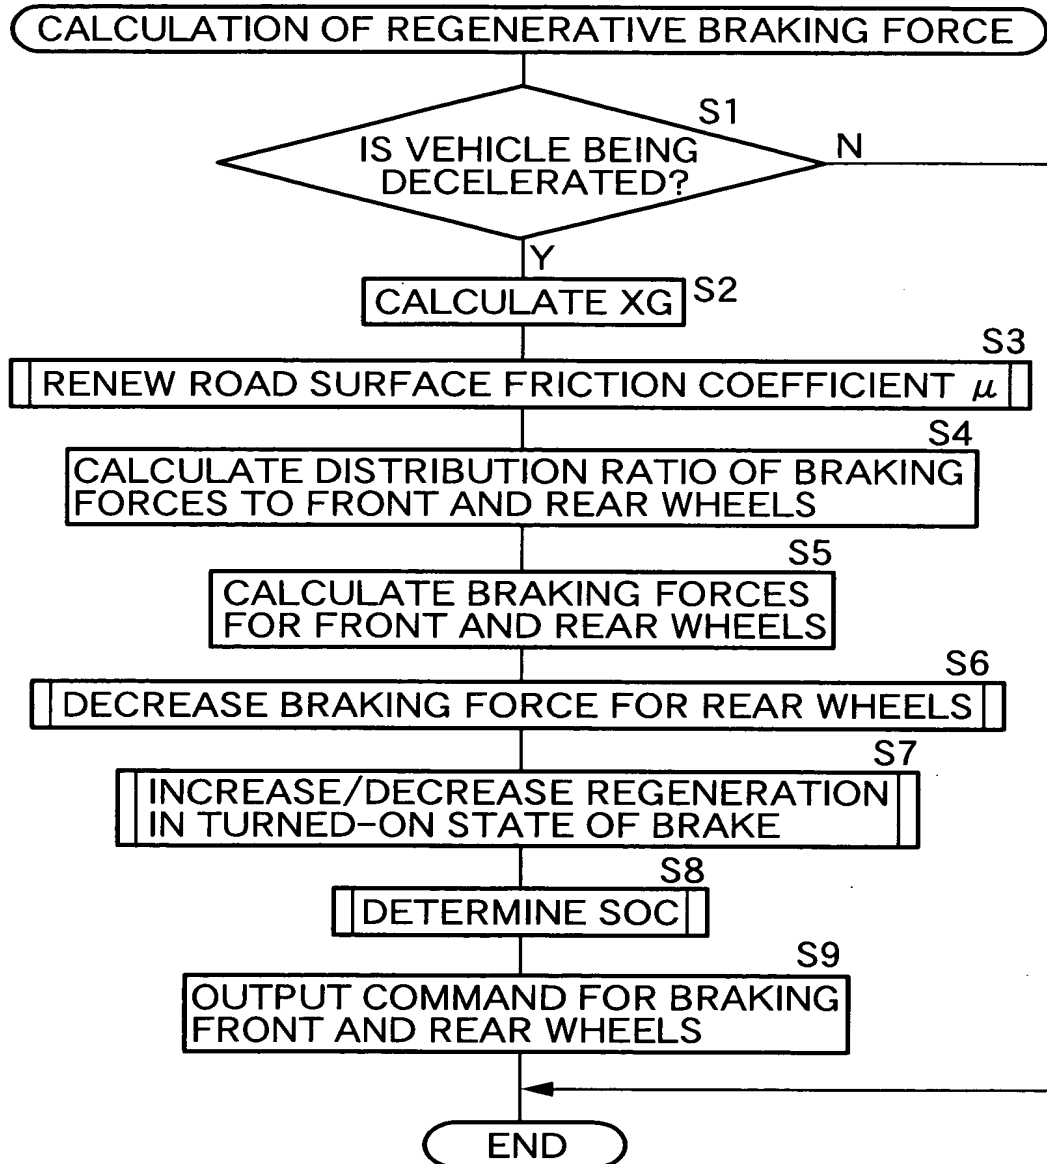 CALCULATION OF REGENERATIVE BRAKING FORCE
S1
IS VEHICLE BEING
DECELERATED?
N
Y
CALCULATE XG
S2
S3
RENEW ROAD SURFACE FRICTION COEFFICIENT μ
S4
CALCULATE DISTRIBUTION RATIO OF BRAKING
FORCES TO FRONT AND REAR WHEELS
S5
CALCULATE BRAKING FORCES
FOR FRONT AND REAR WHEELS
S6
DECREASE BRAKING FORCE FOR REAR WHEELS
S7
INCREASE/DECREASE REGENERATION
IN TURNED-ON STATE OF BRAKE
S8
DETERMINE SOC
S9
OUTPUT COMMAND FOR BRAKING
FRONT AND REAR WHEELS
END